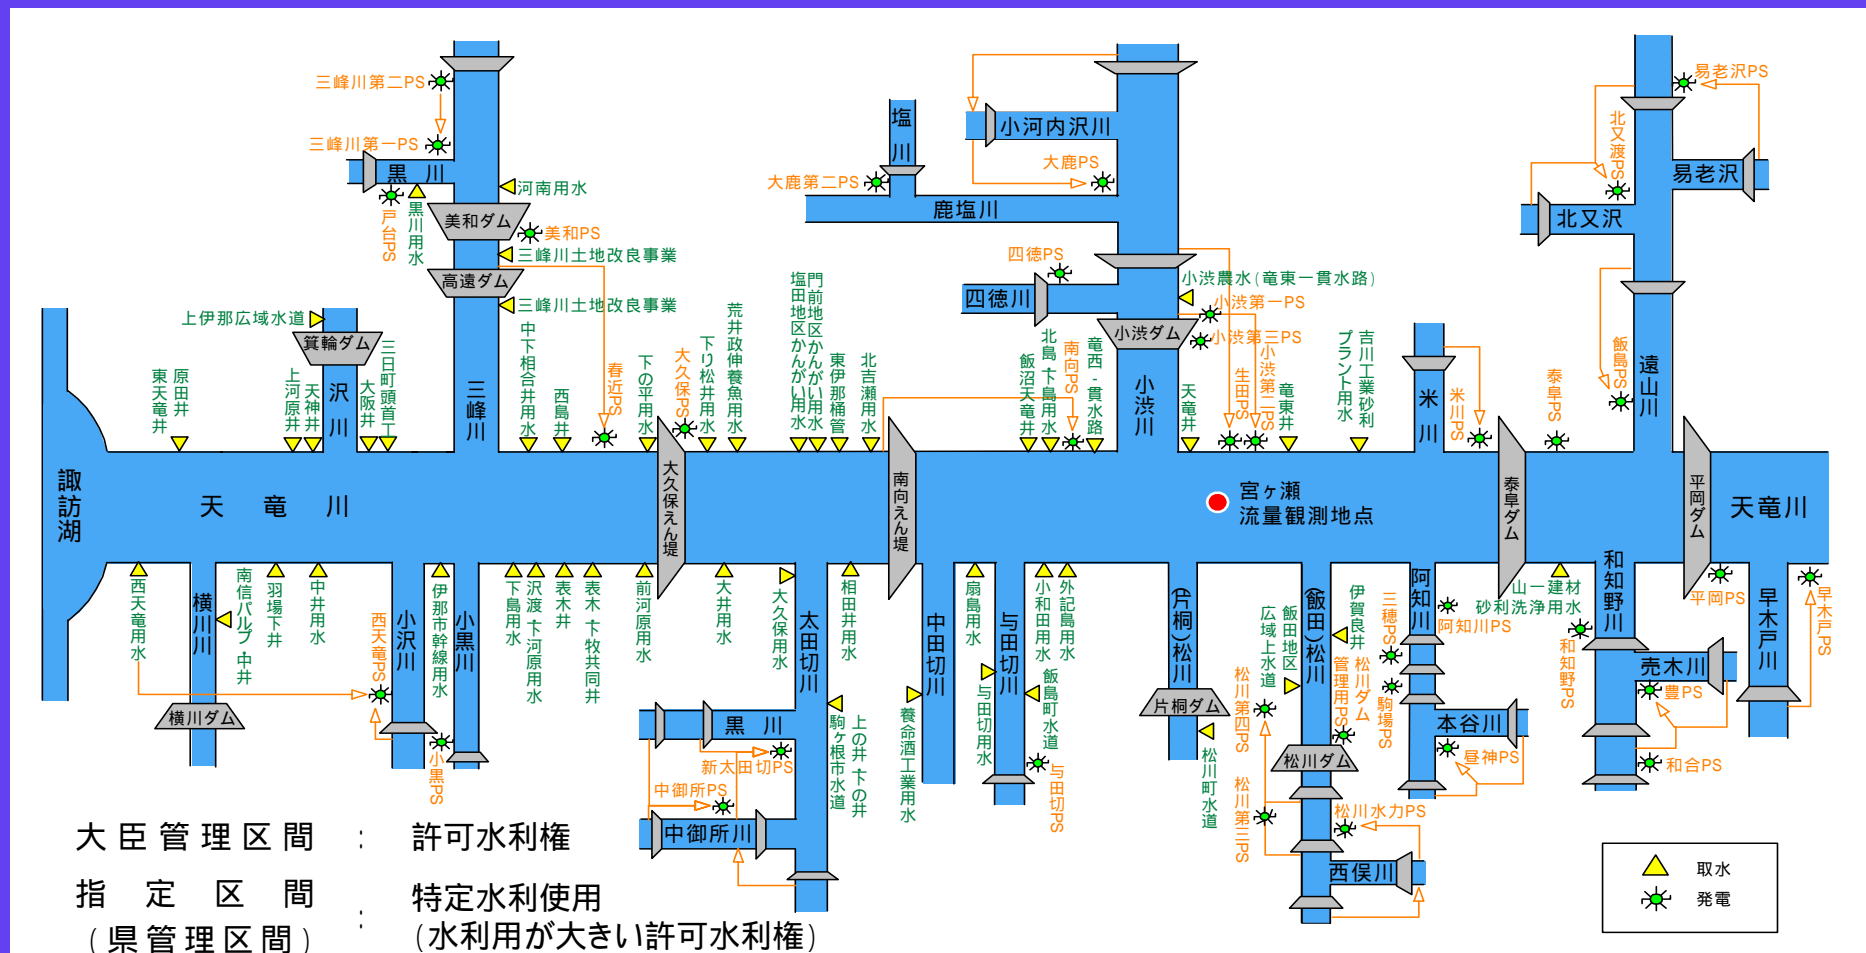 三峰川第二PS
三峰川第一PS
黒川
戸台PS
黒川用水
河南用水
美和ダム
美和PS
三峰川土地改良事業
高遠ダム
三峰川土地改良事業
三峰川
春近PS
上伊那広域水道
箕輪ダム
沢川
東天竜井
原田井
上河原井
天神井
大阪井
三日町頭首工
中下相合井用水
西島井
下の平用水
大久保PS
下り松井用水
荒井政伸養魚用水
塩田地区かんがい用水
門前地区かんがい用水
東伊那桶管
北吉瀬用水
塩川
大鹿第二PS
小河内沢川
大鹿PS
鹿塩川
四徳PS
四徳川
小渋農水(竜東一貫水路)
小渋第一PS
小渋ダム
小渋第三PS
小渋川
飯沼天竜井
北島・下島用水
南向PS
竜西-貫水路
天竜井
生田PS
小渋第二PS
竜東井
吉川工業砂利
プラント用水
米川
米川PS
泰阜PS
易老沢PS
北又渡PS
易老沢
北又沢
飯島PS
遠山川
諏訪湖
天竜川
大久保えん堤
南向えん堤
宮ヶ瀬
流量観測地点
泰阜ダム
平岡ダム
天竜川
西天竜用水
横川川
横川ダム
南信パルプ・中井
羽場下井
中井用水
西天竜PS
小沢川
伊那市幹線用水
小黒PS
小黒川
下島用水
沢渡・下河原用水
表木井
表木・下牧共同井
前河原用水
大井用水
大久保用水
太田切川
相田井用水
黒川
新太田切PS
中御所PS
中御所川
駒ヶ根市水道
上の井・下の井
養命酒工業用水
中田切川
扇島用水
与田切用水
与田切川
小和田用水
外記島用水
飯島町水道
与田切PS
(片桐)松川
片桐ダム
松川町水道
広域上水道
飯田地区
(飯田)松川
伊賀良井
松川ダム
管理用PS
松川第四PS
松川ダム
松川第三PS
松川水力PS
西俣川
三穂PS
駒場PS
阿知川
阿知川PS
本谷川
昼神PS
山一建材
砂利洗浄用水
和知野川
和知野PS
売木川
豊PS
和合PS
平岡PS
早木戸川
早木戸PS
大臣管理区間 : 許可水利権
指定区間 : 特定水利使用
(県管理区間) (水利用が大きい許可水利権)
取水
発電